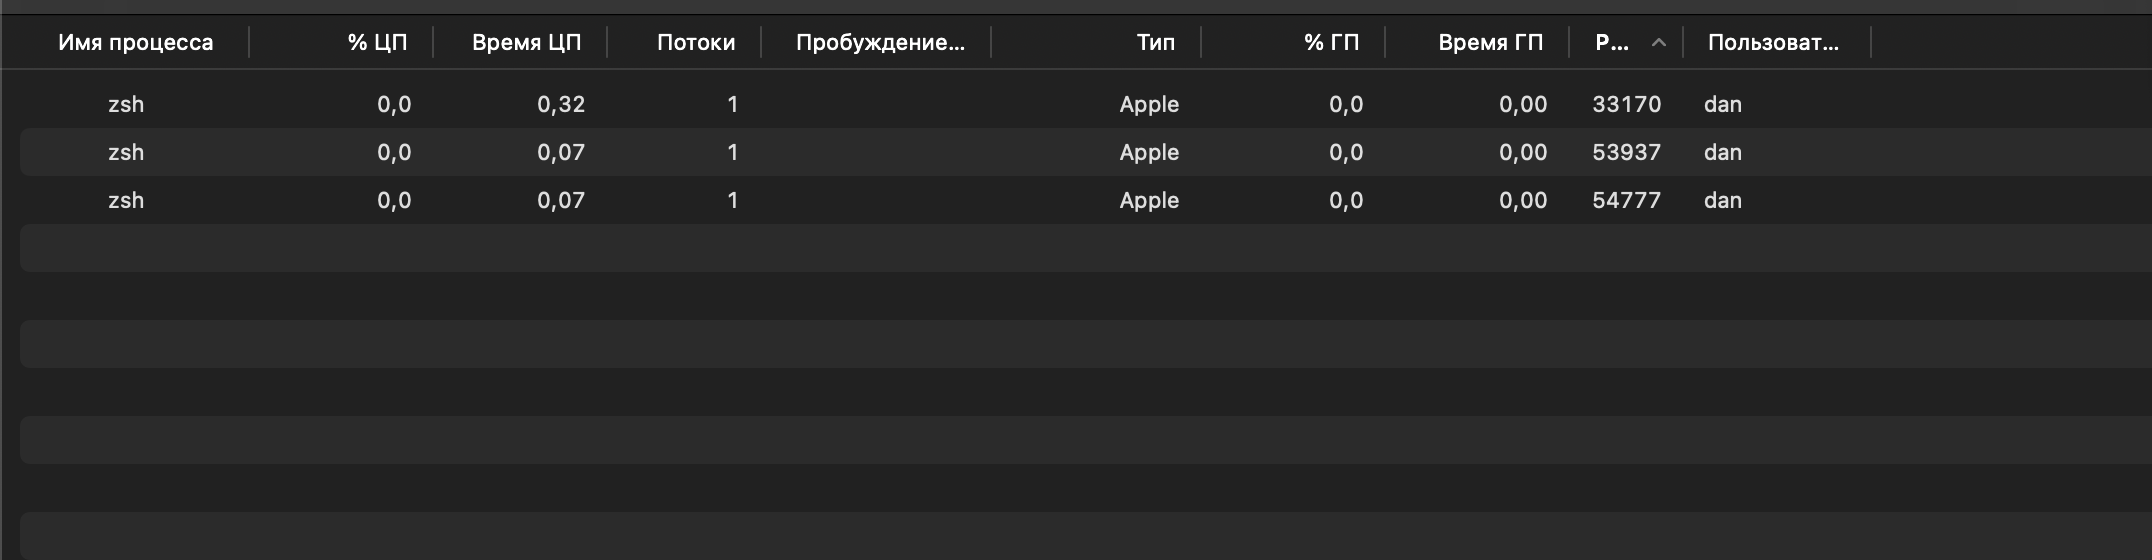 Имя процесса % ЦП Время ЦП Потоки Пробуждение... Тип % ГП Время ГП P... Пользоват...
zsh 0,0 0,32 1 Apple 0,0 0,00 33170 dan
zsh 0,0 0,07 1 Apple 0,0 0,00 53937 dan
zsh 0,0 0,07 1 Apple 0,0 0,00 54777 dan